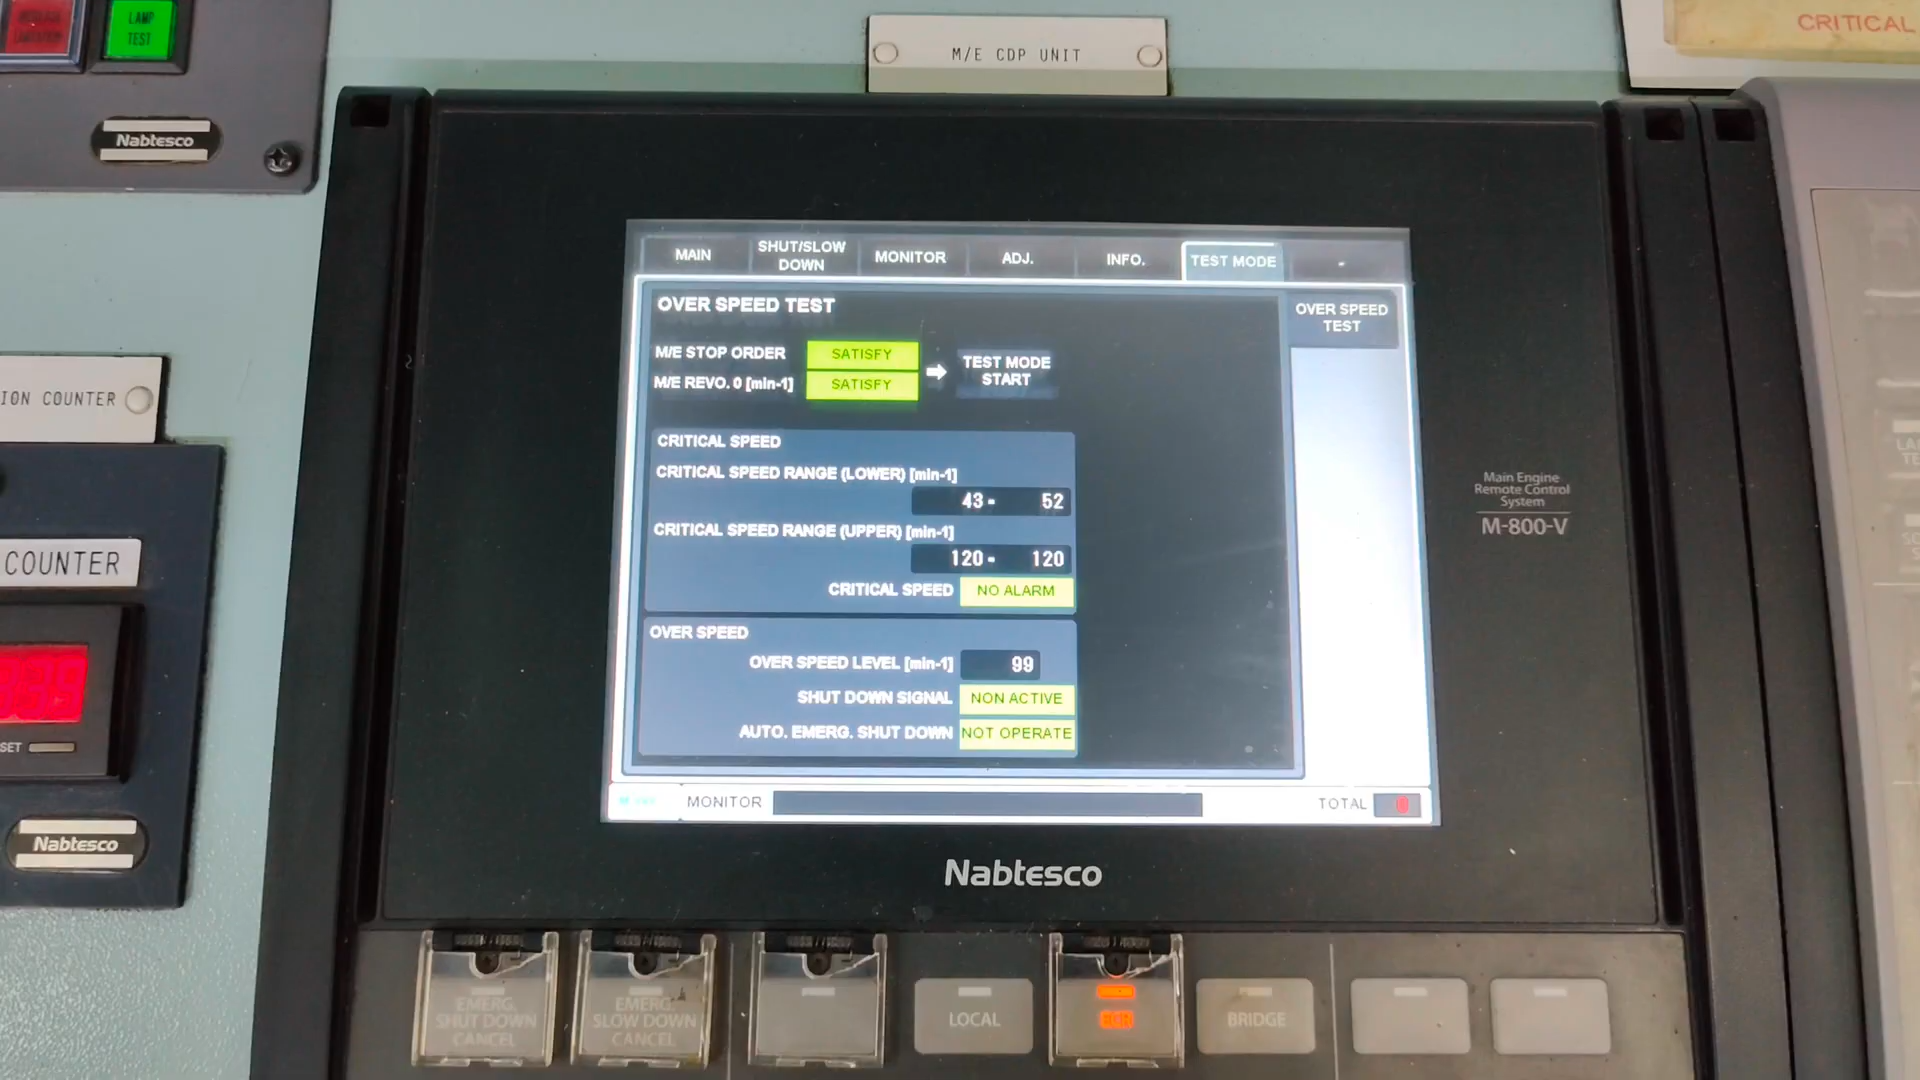 LAMP
TEST
M/E CDP UNIT
CRITICAL
Nabtesco
MAIN
SHUT/SLOW
DOWN
MONITOR
ADJ.
INFO.
TEST MODE
OVER SPEED TEST
OVER SPEED
TEST
M/E STOP ORDER
SATISFY
M/E REVO. 0 [min-1]
SATISFY
TEST MODE
START
ION COUNTER
CRITICAL SPEED
CRITICAL SPEED RANGE (LOWER) [min-1]
43 - 52
CRITICAL SPEED RANGE (UPPER) [min-1]
120 - 120
CRITICAL SPEED
NO ALARM
Main Engine
Remote Control
System
M-800-V
COUNTER
OVER SPEED
OVER SPEED LEVEL [min-1]
99
SHUT DOWN SIGNAL
NON ACTIVE
AUTO. EMERG. SHUT DOWN
NOT OPERATE
SET
MONITOR
TOTAL
0
Nabtesco
Nabtesco
EMERG.
SHUT DOWN
CANCEL
EMERG.
SLOW DOWN
CANCEL
LOCAL
ECR
BRIDGE